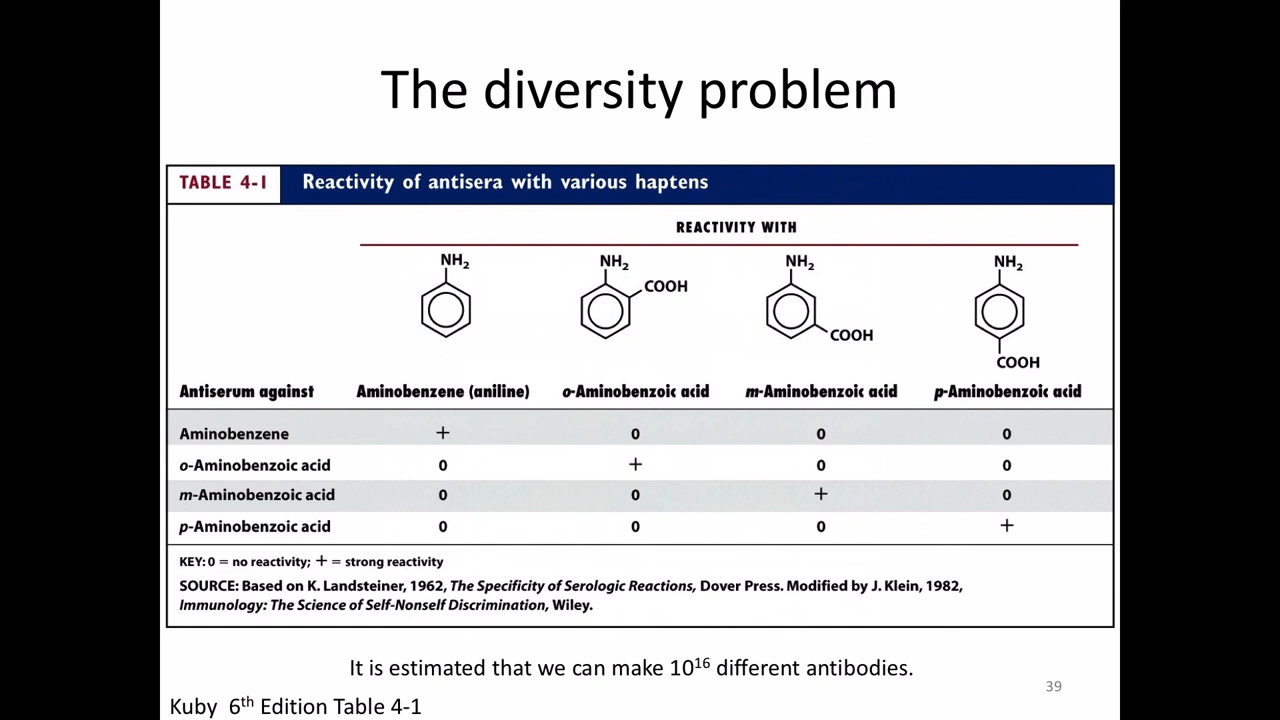 The diversity problem
TABLE 4-1 Reactivity of antisera with various haptens
REACTIVITY WITH
NH₂ NH₂ NH₂ NH₂
COOH
COOH
COOH
Antiserum against Aminobenzene (aniline) o-Aminobenzoic acid m-Aminobenzoic acid p-Aminobenzoic acid
Aminobenzene + 0 0 0
o-Aminobenzoic acid 0 + 0 0
m-Aminobenzoic acid 0 0 + 0
p-Aminobenzoic acid 0 0 0 +
KEY: 0 = no reactivity; + = strong reactivity
SOURCE: Based on K. Landsteiner, 1962, The Specificity of Serologic Reactions, Dover Press. Modified by J. Klein, 1982,
Immunology: The Science of Self-Nonself Discrimination, Wiley.
It is estimated that we can make 10¹⁶ different antibodies.
39
Kuby 6ᵗʰ Edition Table 4-1